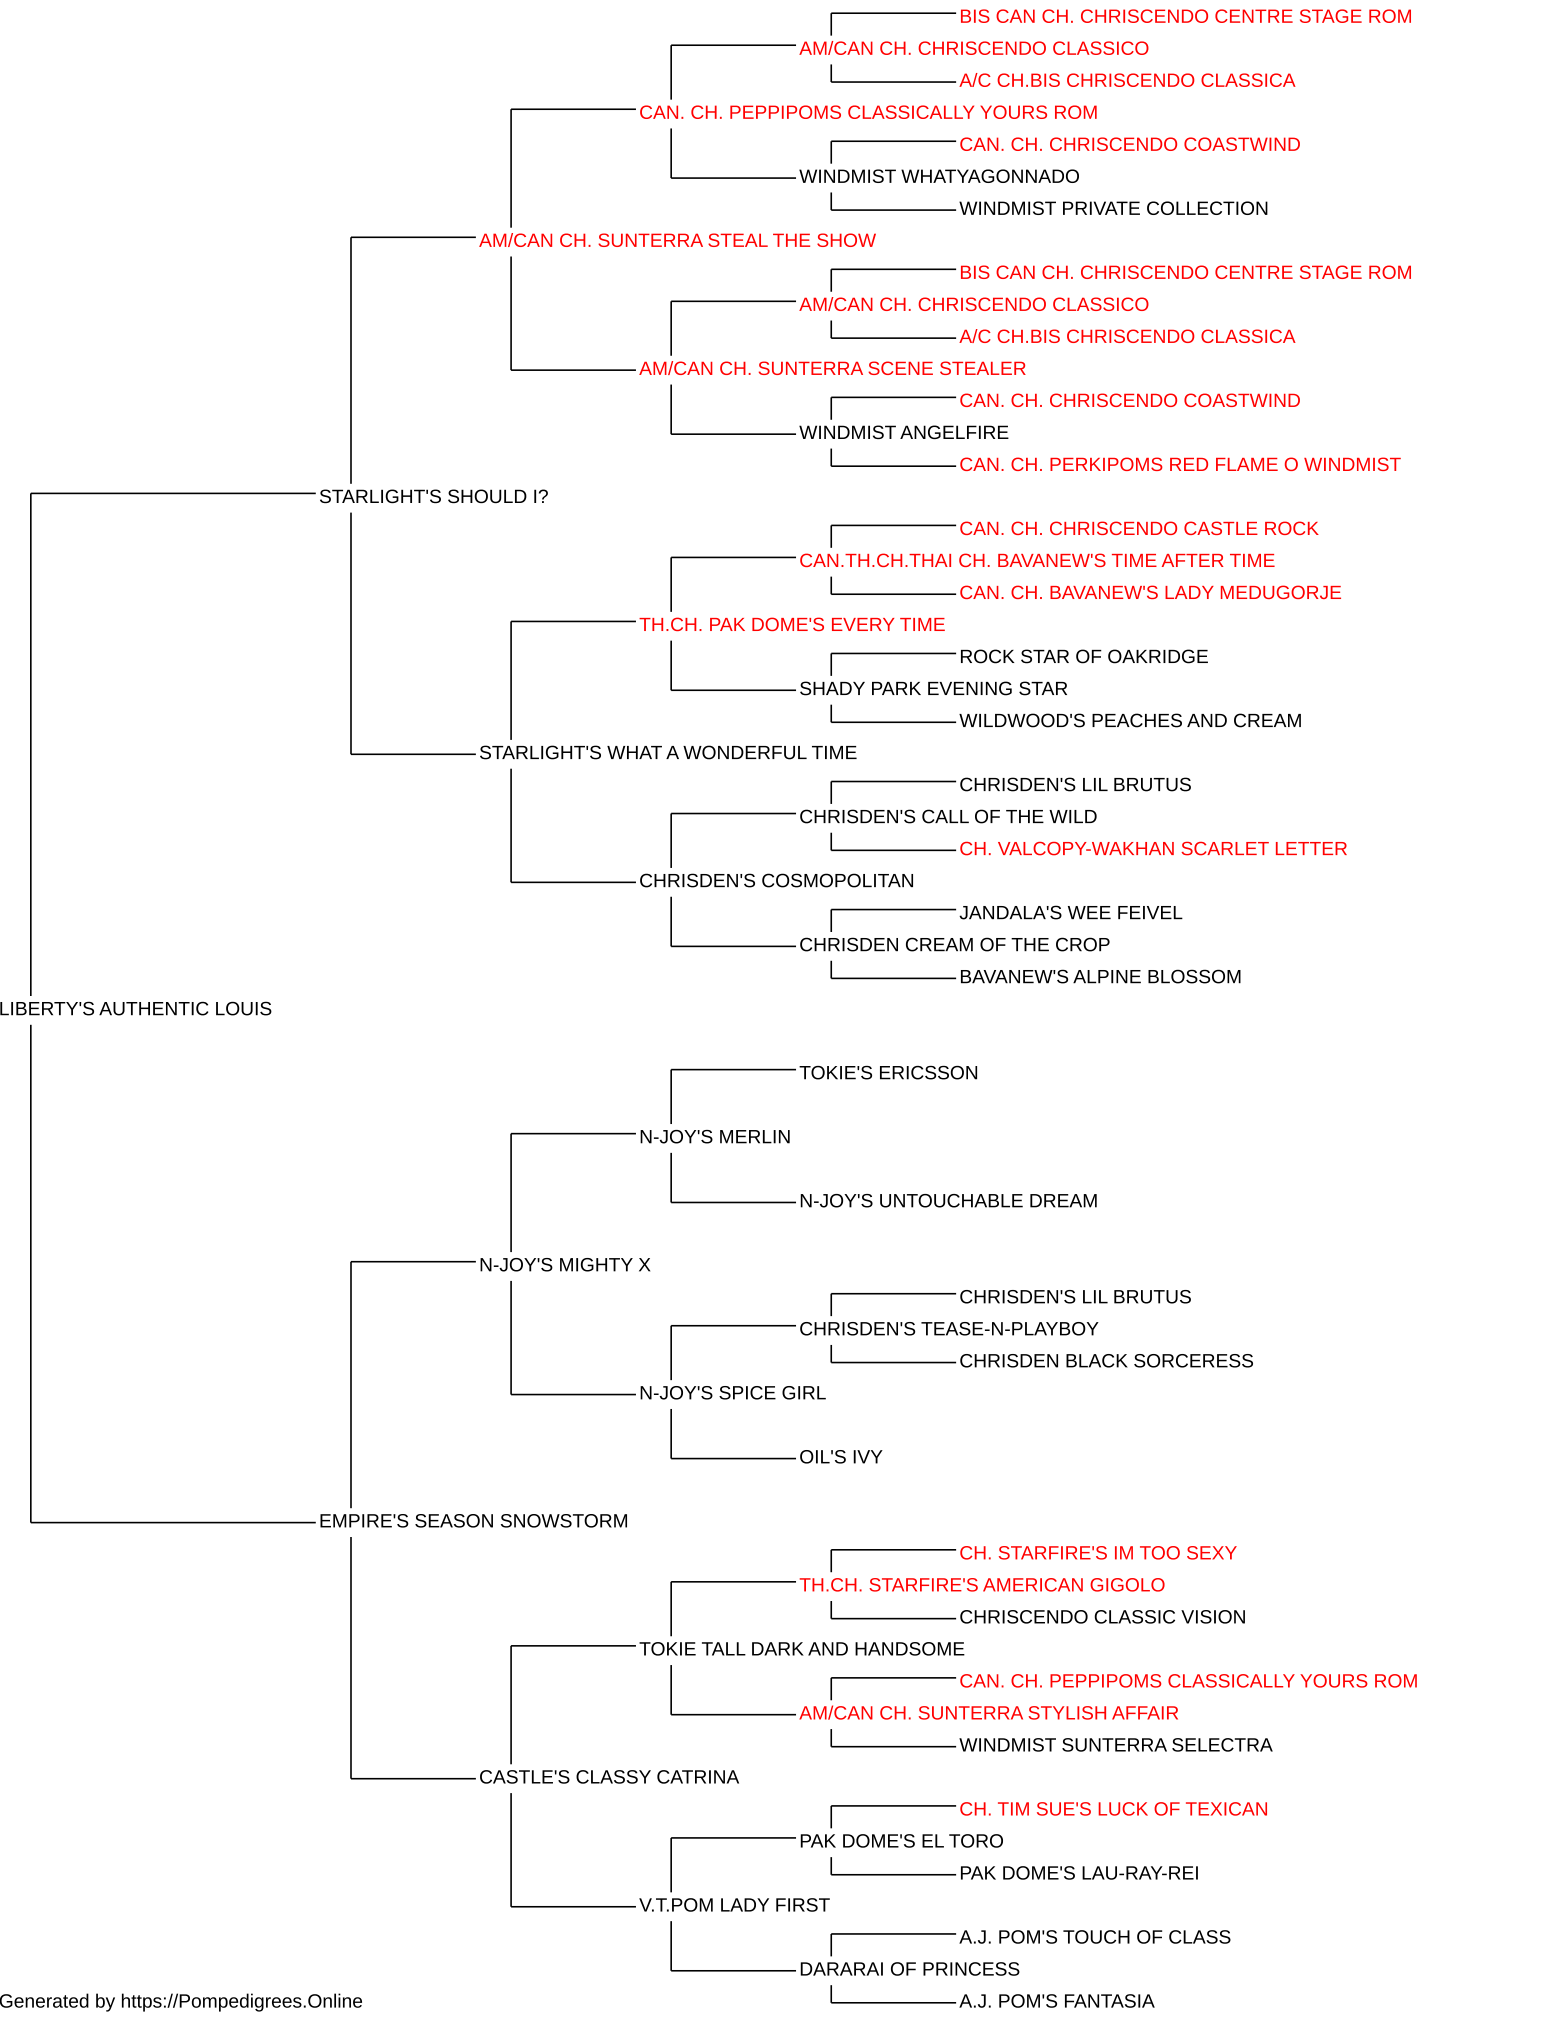 BIS CAN CH. CHRISCENDO CENTRE STAGE ROM
AM/CAN CH. CHRISCENDO CLASSICO
A/C CH.BIS CHRISCENDO CLASSICA
CAN. CH. PEPPIPOMS CLASSICALLY YOURS ROM
CAN. CH. CHRISCENDO COASTWIND
WINDMIST WHATYAGONNADO
WINDMIST PRIVATE COLLECTION
AM/CAN CH. SUNTERRA STEAL THE SHOW
BIS CAN CH. CHRISCENDO CENTRE STAGE ROM
AM/CAN CH. CHRISCENDO CLASSICO
A/C CH.BIS CHRISCENDO CLASSICA
AM/CAN CH. SUNTERRA SCENE STEALER
CAN. CH. CHRISCENDO COASTWIND
WINDMIST ANGELFIRE
CAN. CH. PERKIPOMS RED FLAME O WINDMIST
STARLIGHT'S SHOULD I?
CAN. CH. CHRISCENDO CASTLE ROCK
CAN.TH.CH.THAI CH. BAVANEW'S TIME AFTER TIME
CAN. CH. BAVANEW'S LADY MEDUGORJE
TH.CH. PAK DOME'S EVERY TIME
ROCK STAR OF OAKRIDGE
SHADY PARK EVENING STAR
WILDWOOD'S PEACHES AND CREAM
STARLIGHT'S WHAT A WONDERFUL TIME
CHRISDEN'S LIL BRUTUS
CHRISDEN'S CALL OF THE WILD
CH. VALCOPY-WAKHAN SCARLET LETTER
CHRISDEN'S COSMOPOLITAN
JANDALA'S WEE FEIVEL
CHRISDEN CREAM OF THE CROP
BAVANEW'S ALPINE BLOSSOM
LIBERTY'S AUTHENTIC LOUIS
TOKIE'S ERICSSON
N-JOY'S MERLIN
N-JOY'S UNTOUCHABLE DREAM
N-JOY'S MIGHTY X
CHRISDEN'S LIL BRUTUS
CHRISDEN'S TEASE-N-PLAYBOY
CHRISDEN BLACK SORCERESS
N-JOY'S SPICE GIRL
OIL'S IVY
EMPIRE'S SEASON SNOWSTORM
CH. STARFIRE'S IM TOO SEXY
TH.CH. STARFIRE'S AMERICAN GIGOLO
CHRISCENDO CLASSIC VISION
TOKIE TALL DARK AND HANDSOME
CAN. CH. PEPPIPOMS CLASSICALLY YOURS ROM
AM/CAN CH. SUNTERRA STYLISH AFFAIR
WINDMIST SUNTERRA SELECTRA
CASTLE'S CLASSY CATRINA
CH. TIM SUE'S LUCK OF TEXICAN
PAK DOME'S EL TORO
PAK DOME'S LAU-RAY-REI
V.T.POM LADY FIRST
A.J. POM'S TOUCH OF CLASS
DARARAI OF PRINCESS
A.J. POM'S FANTASIA
Generated by https://Pompedigrees.Online